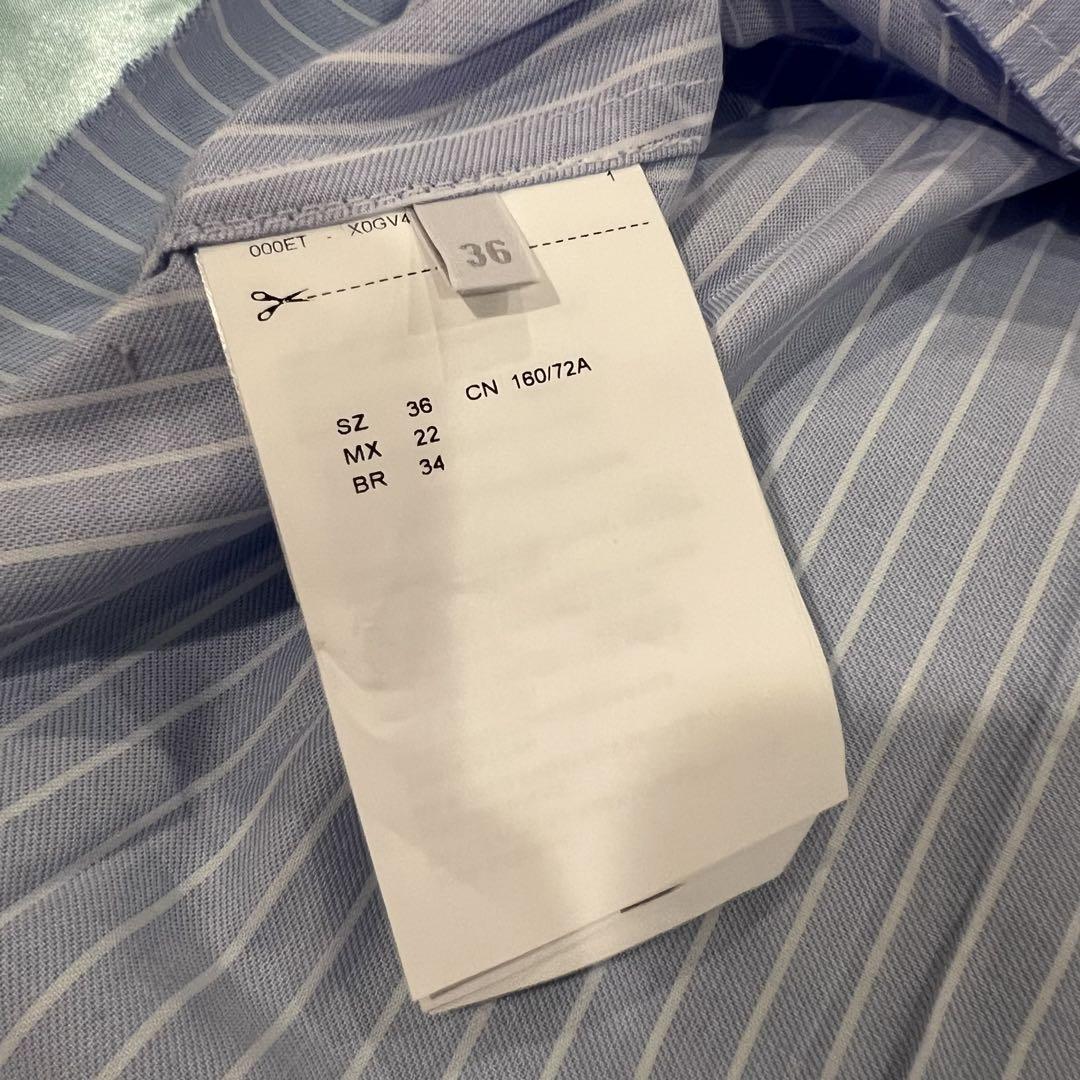 1
000ET - X0GV4
36
SZ 36 CN 160/72A
MX 22
BR 34